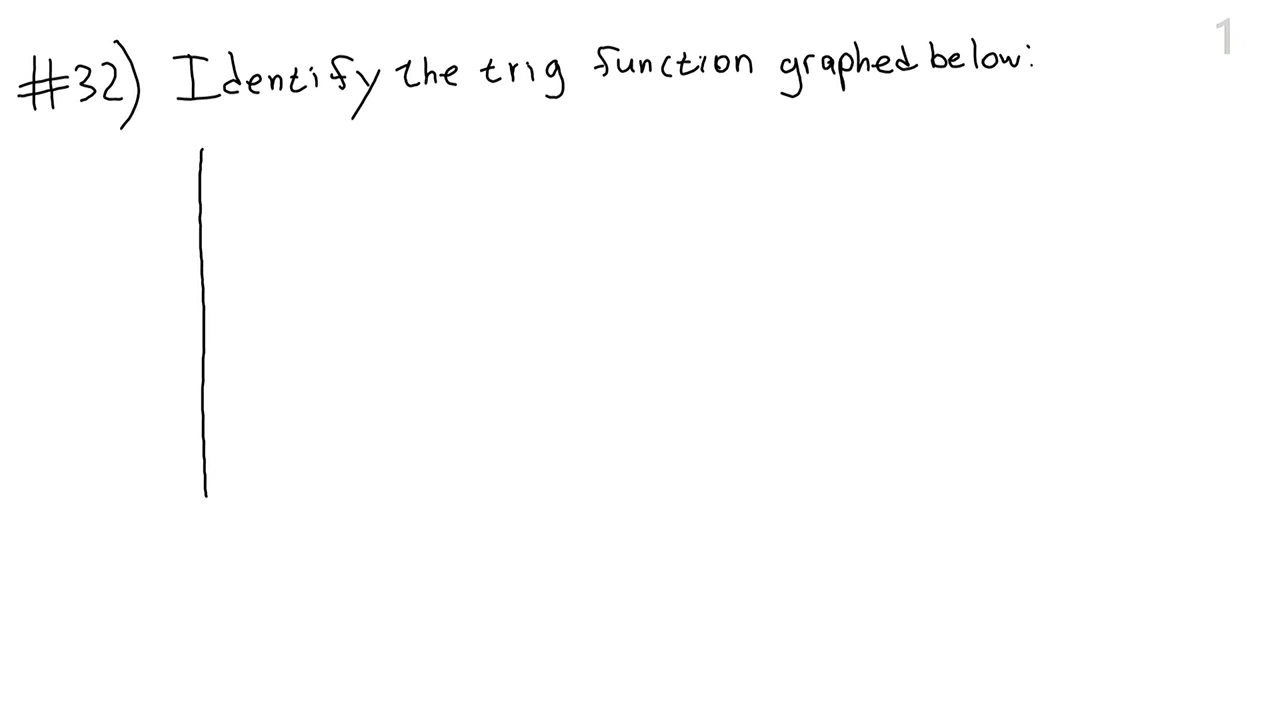 #32) Identify the trig function graphed below:
1